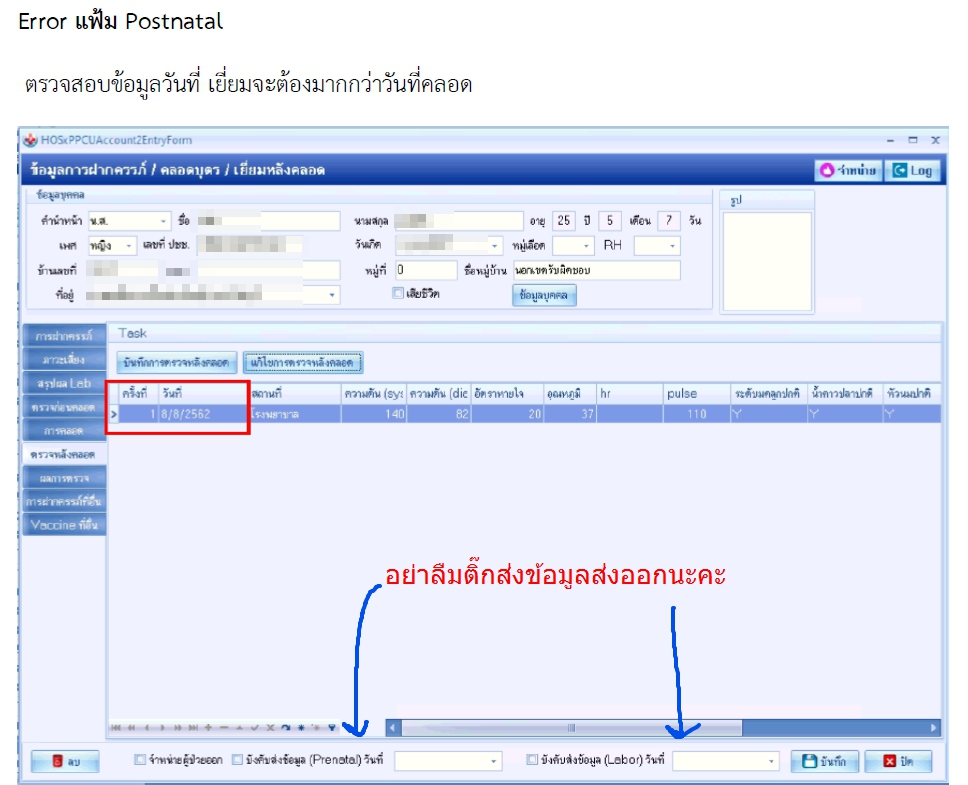 Error แฟ้ม Postnatal
ตรวจสอบข้อมูลวันที่ เยี่ยมจะต้องมากกว่าวันที่คลอด
HOSxPPCUAccount2EntryForm
ข้อมูลการฝากครรภ์ / คลอดบุตร / เยี่ยมหลังคลอด จำหน่าย Log
ข้อมูลบุคคล รูป
คำนำหน้า น.ส. ชื่อ นามสกุล อายุ 25 ปี 5 เดือน 7 วัน
เพศ หญิง เลขที่ ปชช. วันเกิด หมู่เลือด RH
บ้านเลขที่ หมู่ที่ 0 ชื่อหมู่บ้าน นอกเขตรับผิดชอบ
ที่อยู่ เสียชีวิต ข้อมูลบุคคล
การฝากครรภ์ Task
ภาวะเสี่ยง บันทึกการตรวจหลังคลอด แก้ไขการตรวจหลังคลอด
สรุปผล Lab ครั้งที่ วันที่ สถานที่ ความดัน (sys ความดัน (dic อัตราหายใจ อุณหภูมิ hr pulse ระดับมดลูกปกติ น้ำคาวปลาปกติ หัวนมปกติ
ตรวจก่อนคลอด 1 8/8/2562 โรงพยาบาล 140 82 20 37 110 Y Y Y
การคลอด
ตรวจหลังคลอด
ผลการตรวจ
การฝากครรภ์ที่อื่น
Vaccine ที่อื่น
อย่าลืมติ๊กส่งข้อมูลส่งออกนะคะ
ลบ จำหน่ายผู้ป่วยออก บังคับส่งข้อมูล (Prenatal) วันที่ บังคับส่งข้อมูล (Labor) วันที่ บันทึก ปิด